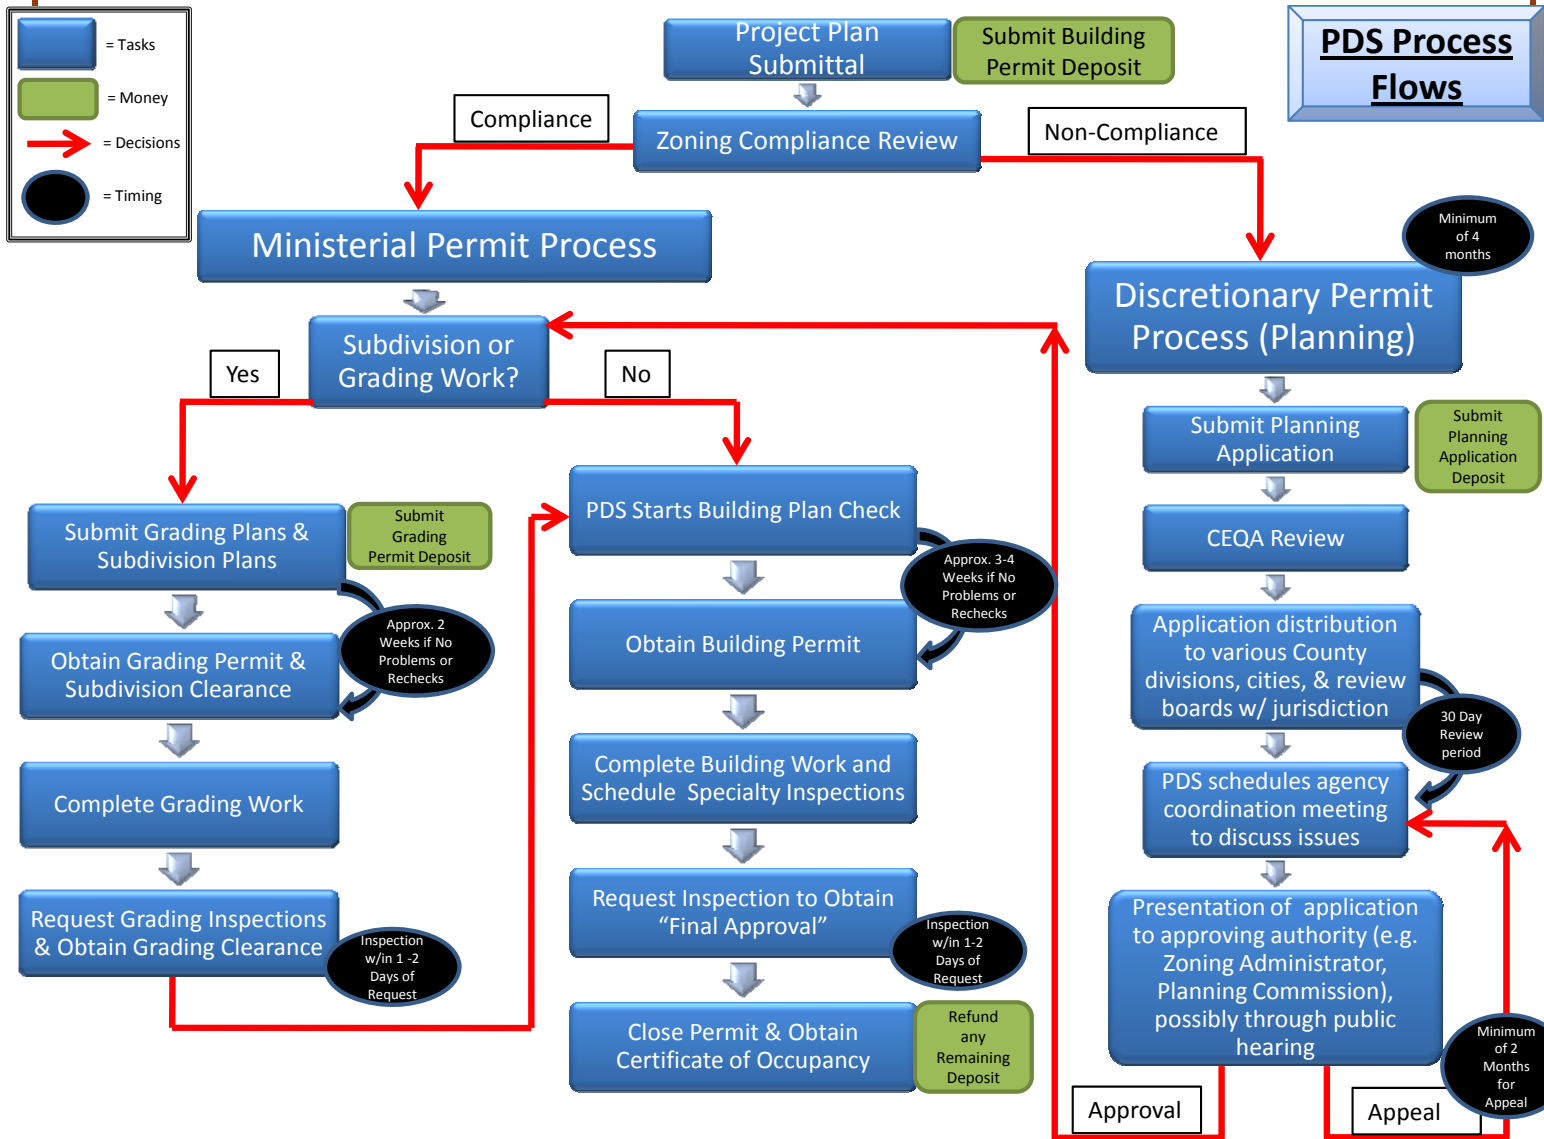 = Tasks
= Money
= Decisions
= Timing
PDS Process
Flows
Project Plan
Submittal
Submit Building
Permit Deposit
Compliance
Zoning Compliance Review
Non-Compliance
Ministerial Permit Process
Minimum
of 4
months
Discretionary Permit
Process (Planning)
Subdivision or
Grading Work?
Yes
No
Submit Grading Plans &
Subdivision Plans
Submit
Grading
Permit Deposit
Approx. 2
Weeks if No
Problems or
Rechecks
Obtain Grading Permit &
Subdivision Clearance
Complete Grading Work
Request Grading Inspections
& Obtain Grading Clearance
Inspection
w/in 1 -2
Days of
Request
PDS Starts Building Plan Check
Approx. 3-4
Weeks if No
Problems or
Rechecks
Obtain Building Permit
Complete Building Work and
Schedule Specialty Inspections
Request Inspection to Obtain
“Final Approval”
Inspection
w/in 1-2
Days of
Request
Close Permit & Obtain
Certificate of Occupancy
Refund
any
Remaining
Deposit
Submit Planning
Application
Submit
Planning
Application
Deposit
CEQA Review
Application distribution
to various County
divisions, cities, & review
boards w/ jurisdiction
30 Day
Review
period
PDS schedules agency
coordination meeting
to discuss issues
Presentation of application
to approving authority (e.g.
Zoning Administrator,
Planning Commission),
possibly through public
hearing
Minimum
of 2
Months
for
Appeal
Approval
Appeal